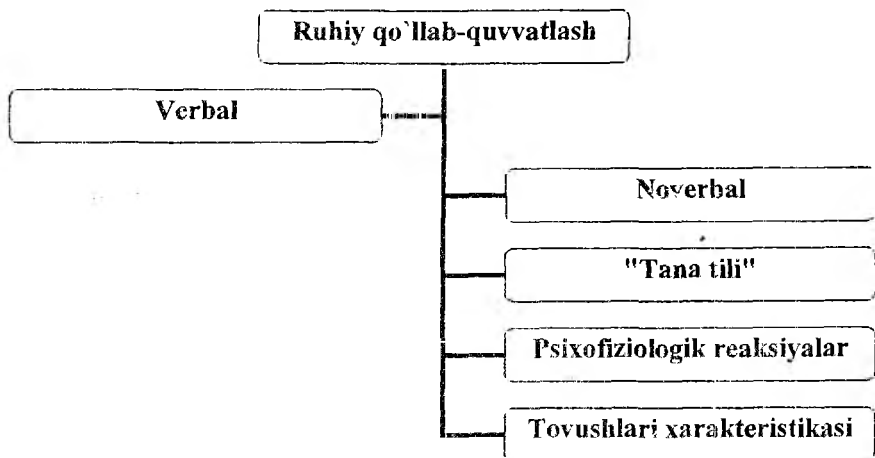 Ruhiy qo`llab-quvvatlash
Verbal
Noverbal
"Tana tili"
Psixofiziologik reaksiyalar
Tovushlari xarakteristikasi